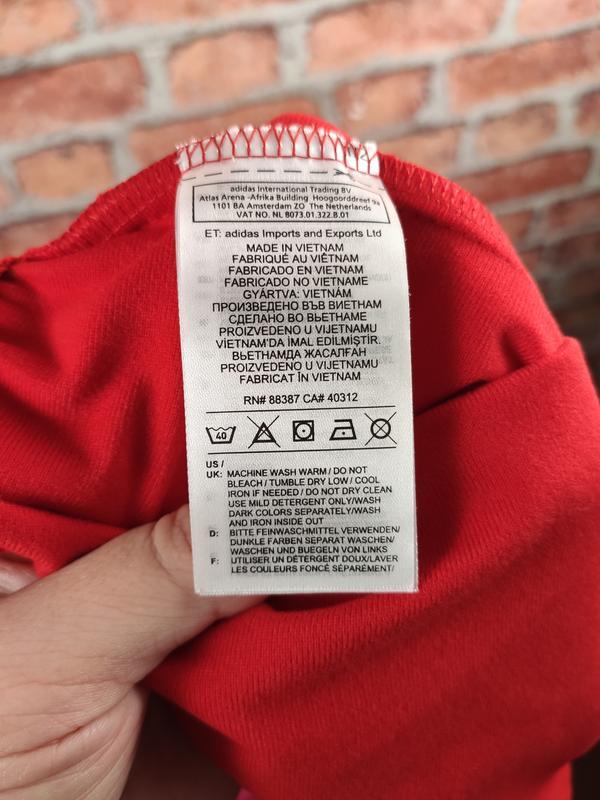 adidas International Trading BV
Atlas Arena -Afrika Building Hoogoorddreef 9a
1101 BA Amsterdam ZO The Netherlands
VAT NO. NL 8073.01.322.B.01
ET: adidas Imports and Exports Ltd
MADE IN VIETNAM
FABRIQUÉ AU VIÊTNAM
FABRICADO EN VIETNAM
FABRICADO NO VIETNAME
GYÁRTVA: VIETNÁM
ПРОИЗВЕДЕНО ВЪВ ВИЕТНАМ
СДЕЛАНО ВО ВЬЕТНАМЕ
PROIZVEDENO U VIJETNAMU
VIETNAM'DA İMAL EDİLMİŞTİR.
ВЬЕТНАМДА ЖАСАЛҒАН
PROIZVEDENO U VIJETNAMU
FABRICAT ÎN VIETNAM
RN# 88387 CA# 40312
40
US /
UK: MACHINE WASH WARM / DO NOT
BLEACH / TUMBLE DRY LOW / COOL
IRON IF NEEDED / DO NOT DRY CLEAN
USE MILD DETERGENT ONLY/WASH
DARK COLORS SEPARATELY/WASH
AND IRON INSIDE OUT
D: BITTE FEINWASCHMITTEL VERWENDEN/
DUNKLE FARBEN SEPARAT WASCHEN/
WASCHEN UND BUEGELN VON LINKS
F: UTILISER UN DÉTERGENT DOUX/LAVER
LES COULEURS FONCÉ SÉPARÉMENT/